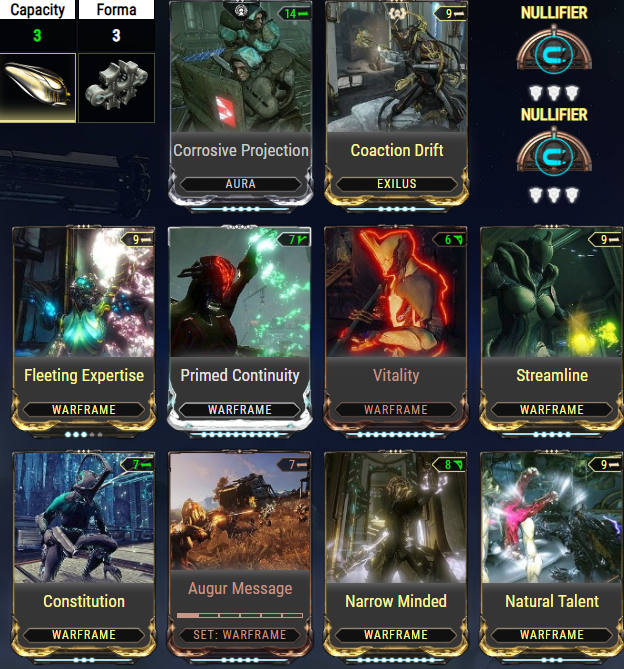 Capacity
Forma
3
3
14
Corrosive Projection
AURA
9
Coaction Drift
EXILUS
NULLIFIER
NULLIFIER
9
Fleeting Expertise
WARFRAME
7
Primed Continuity
WARFRAME
6
Vitality
WARFRAME
9
Streamline
WARFRAME
7
Constitution
WARFRAME
7
Augur Message
SET: WARFRAME
8
Narrow Minded
WARFRAME
9
Natural Talent
WARFRAME